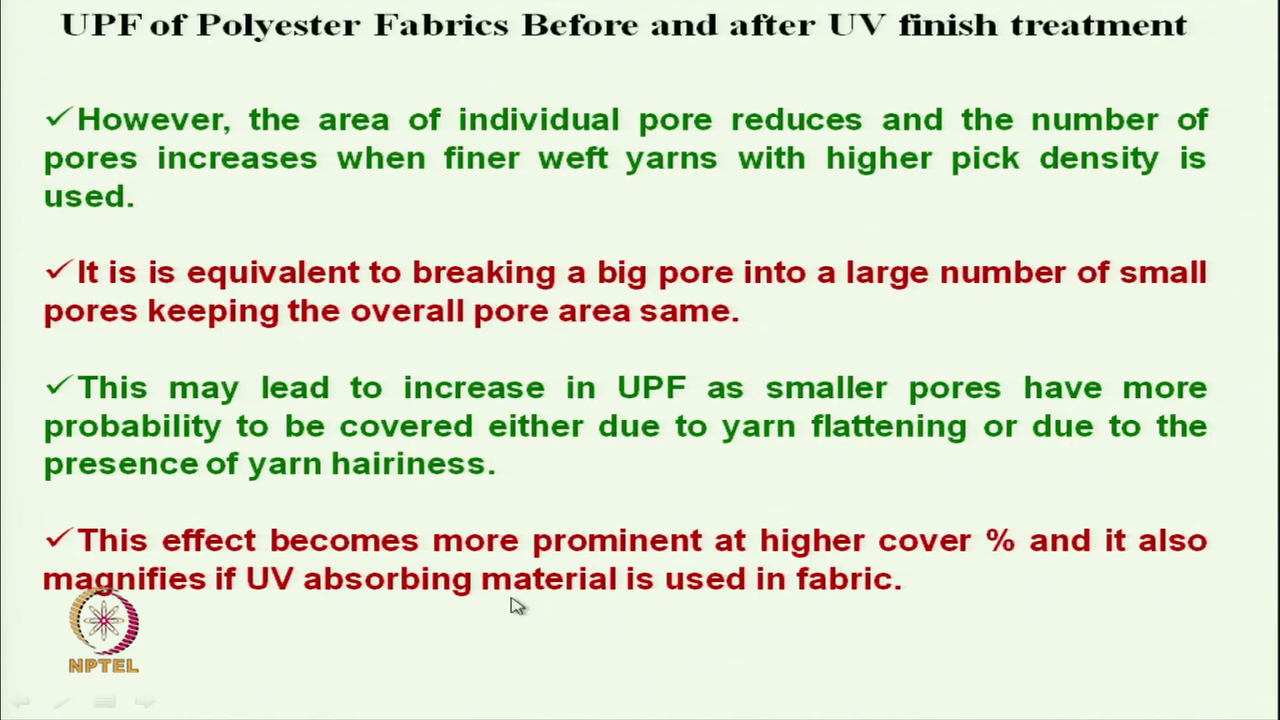 UPF of Polyester Fabrics Before and after UV finish treatment
✓However, the area of individual pore reduces and the number of
pores increases when finer weft yarns with higher pick density is
used.
✓It is is equivalent to breaking a big pore into a large number of small
pores keeping the overall pore area same.
✓This may lead to increase in UPF as smaller pores have more
probability to be covered either due to yarn flattening or due to the
presence of yarn hairiness.
✓This effect becomes more prominent at higher cover % and it also
magnifies if UV absorbing material is used in fabric.
NPTEL